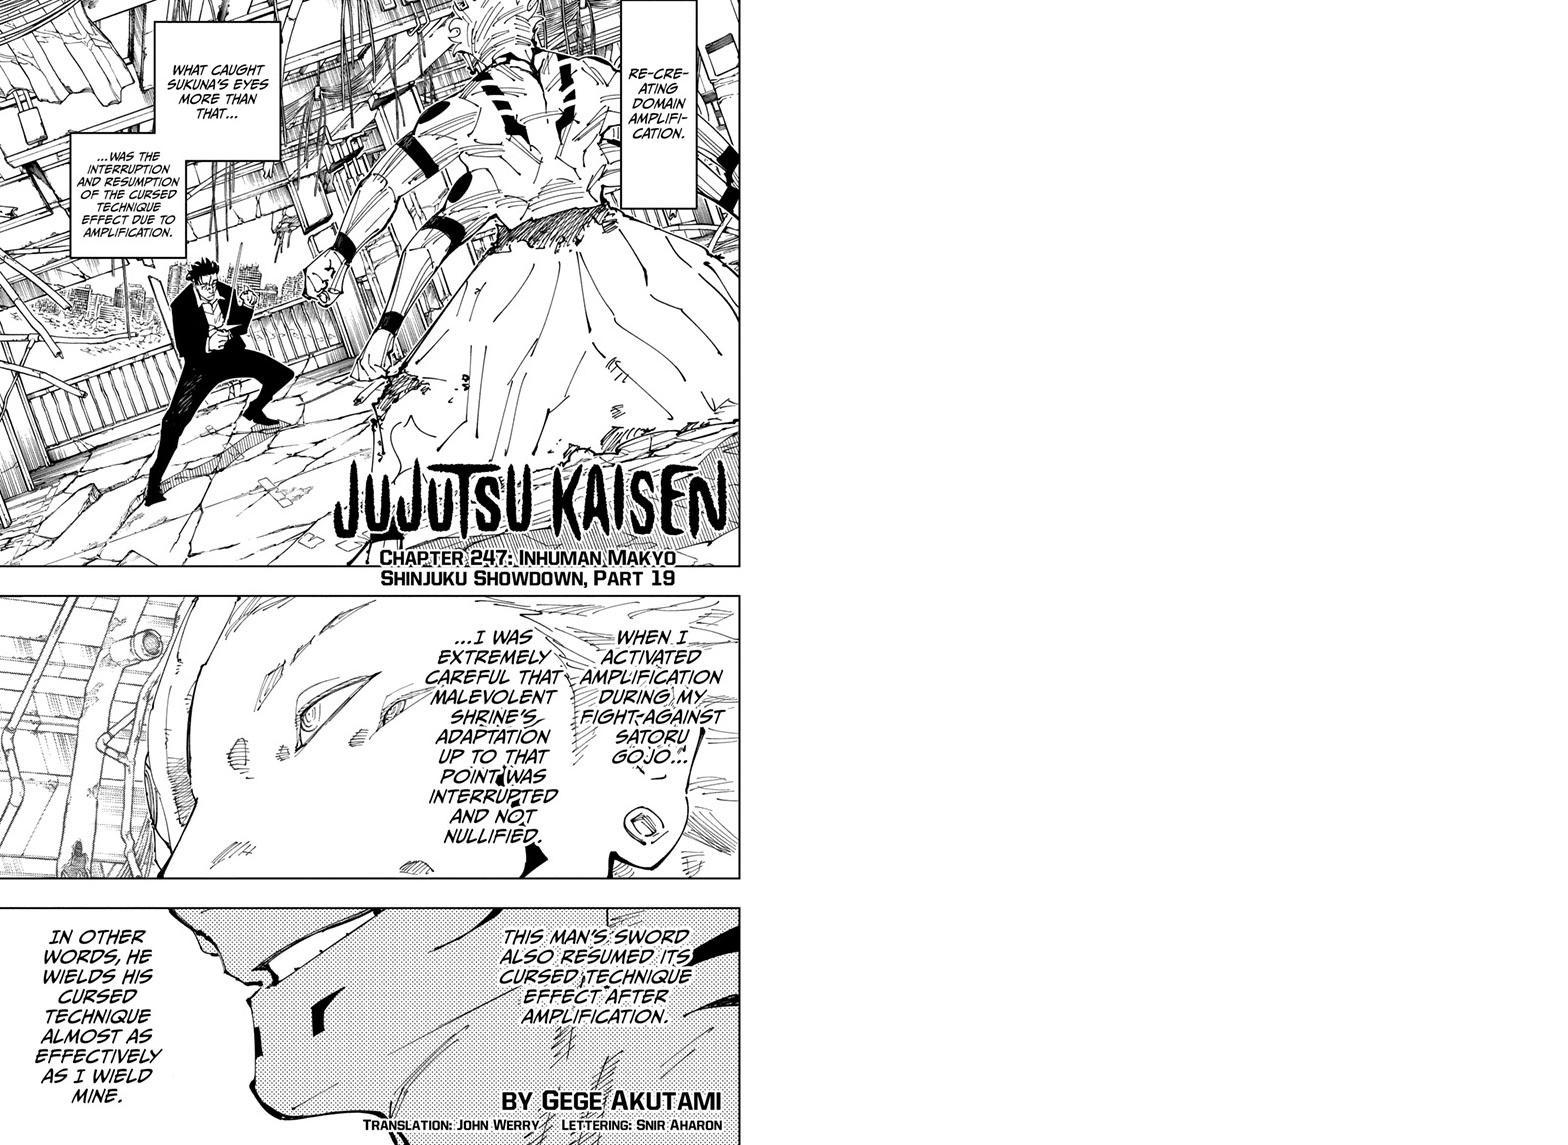 RE-CRE-
ATING
DOMAIN
AMPLIFI-
CATION.
WHAT CAUGHT
SUKUNA'S EYES
MORE THAN
THAT...
...WAS THE
INTERRUPTION
AND RESUMPTION
OF THE CURSED
TECHNIQUE
EFFECT DUE TO
AMPLIFICATION.
JUJUTSU KAISEN
CHAPTER 247: INHUMAN MAKYO
SHINJUKU SHOWDOWN, PART 19
WHEN I
ACTIVATED
AMPLIFICATION
DURING MY
FIGHT AGAINST
SATORU
GOJO...
...I WAS
EXTREMELY
CAREFUL THAT
MALEVOLENT
SHRINE'S
ADAPTATION
UP TO THAT
POINT WAS
INTERRUPTED
AND NOT
NULLIFIED.
THIS MAN'S SWORD
ALSO RESUMED ITS
CURSED TECHNIQUE
EFFECT AFTER
AMPLIFICATION.
IN OTHER
WORDS, HE
WIELDS HIS
CURSED
TECHNIQUE
ALMOST AS
EFFECTIVELY
AS I WIELD
MINE.
BY GEGE AKUTAMI
TRANSLATION: JOHN WERRY LETTERING: SNIR AHARON